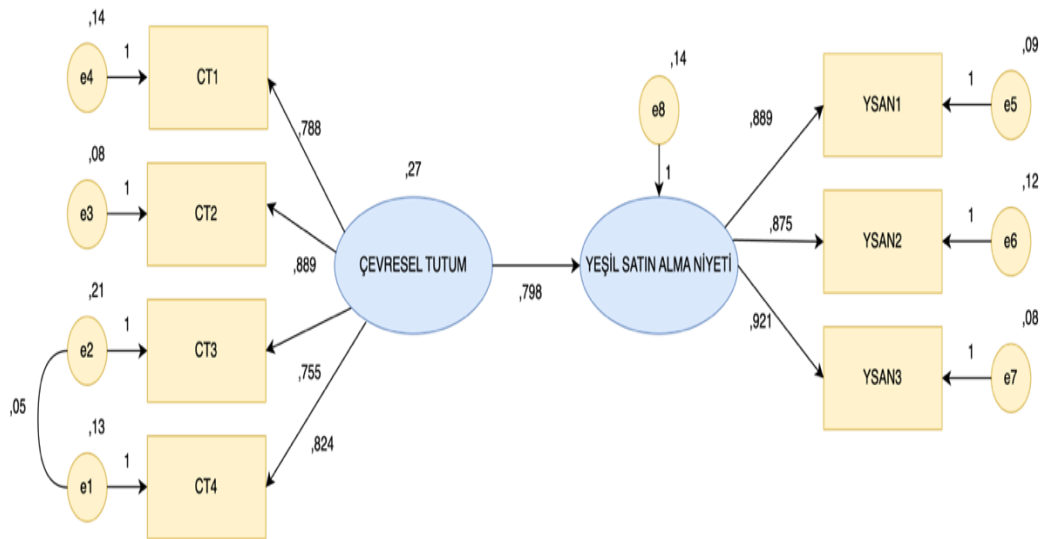 ,14
e4
1
CT1
,788
,08
e3
1
CT2
,889
,21
e2
1
CT3
,755
,05
,13
e1
1
CT4
,824
,27
ÇEVRESEL TUTUM
,798
,14
e8
1
YEŞİL SATIN ALMA NİYETİ
,889
YSAN1
1
,09
e5
,875
YSAN2
1
,12
e6
,921
YSAN3
1
,08
e7